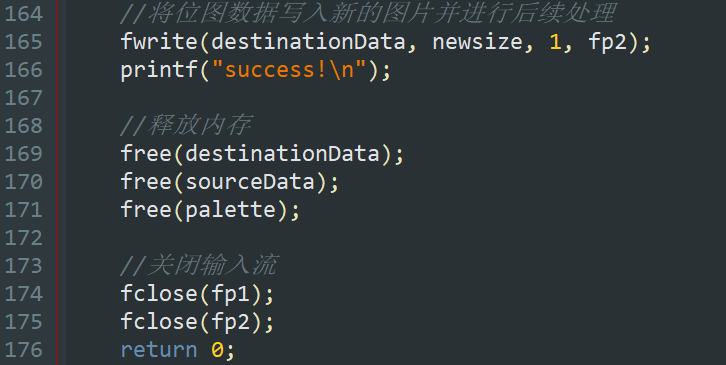 164 //将位图数据写入新的图片并进行后续处理
165 fwrite(destinationData, newsize, 1, fp2);
166 printf("success!\n");
167
168 //释放内存
169 free(destinationData);
170 free(sourceData);
171 free(palette);
172
173 //关闭输入流
174 fclose(fp1);
175 fclose(fp2);
176 return 0;